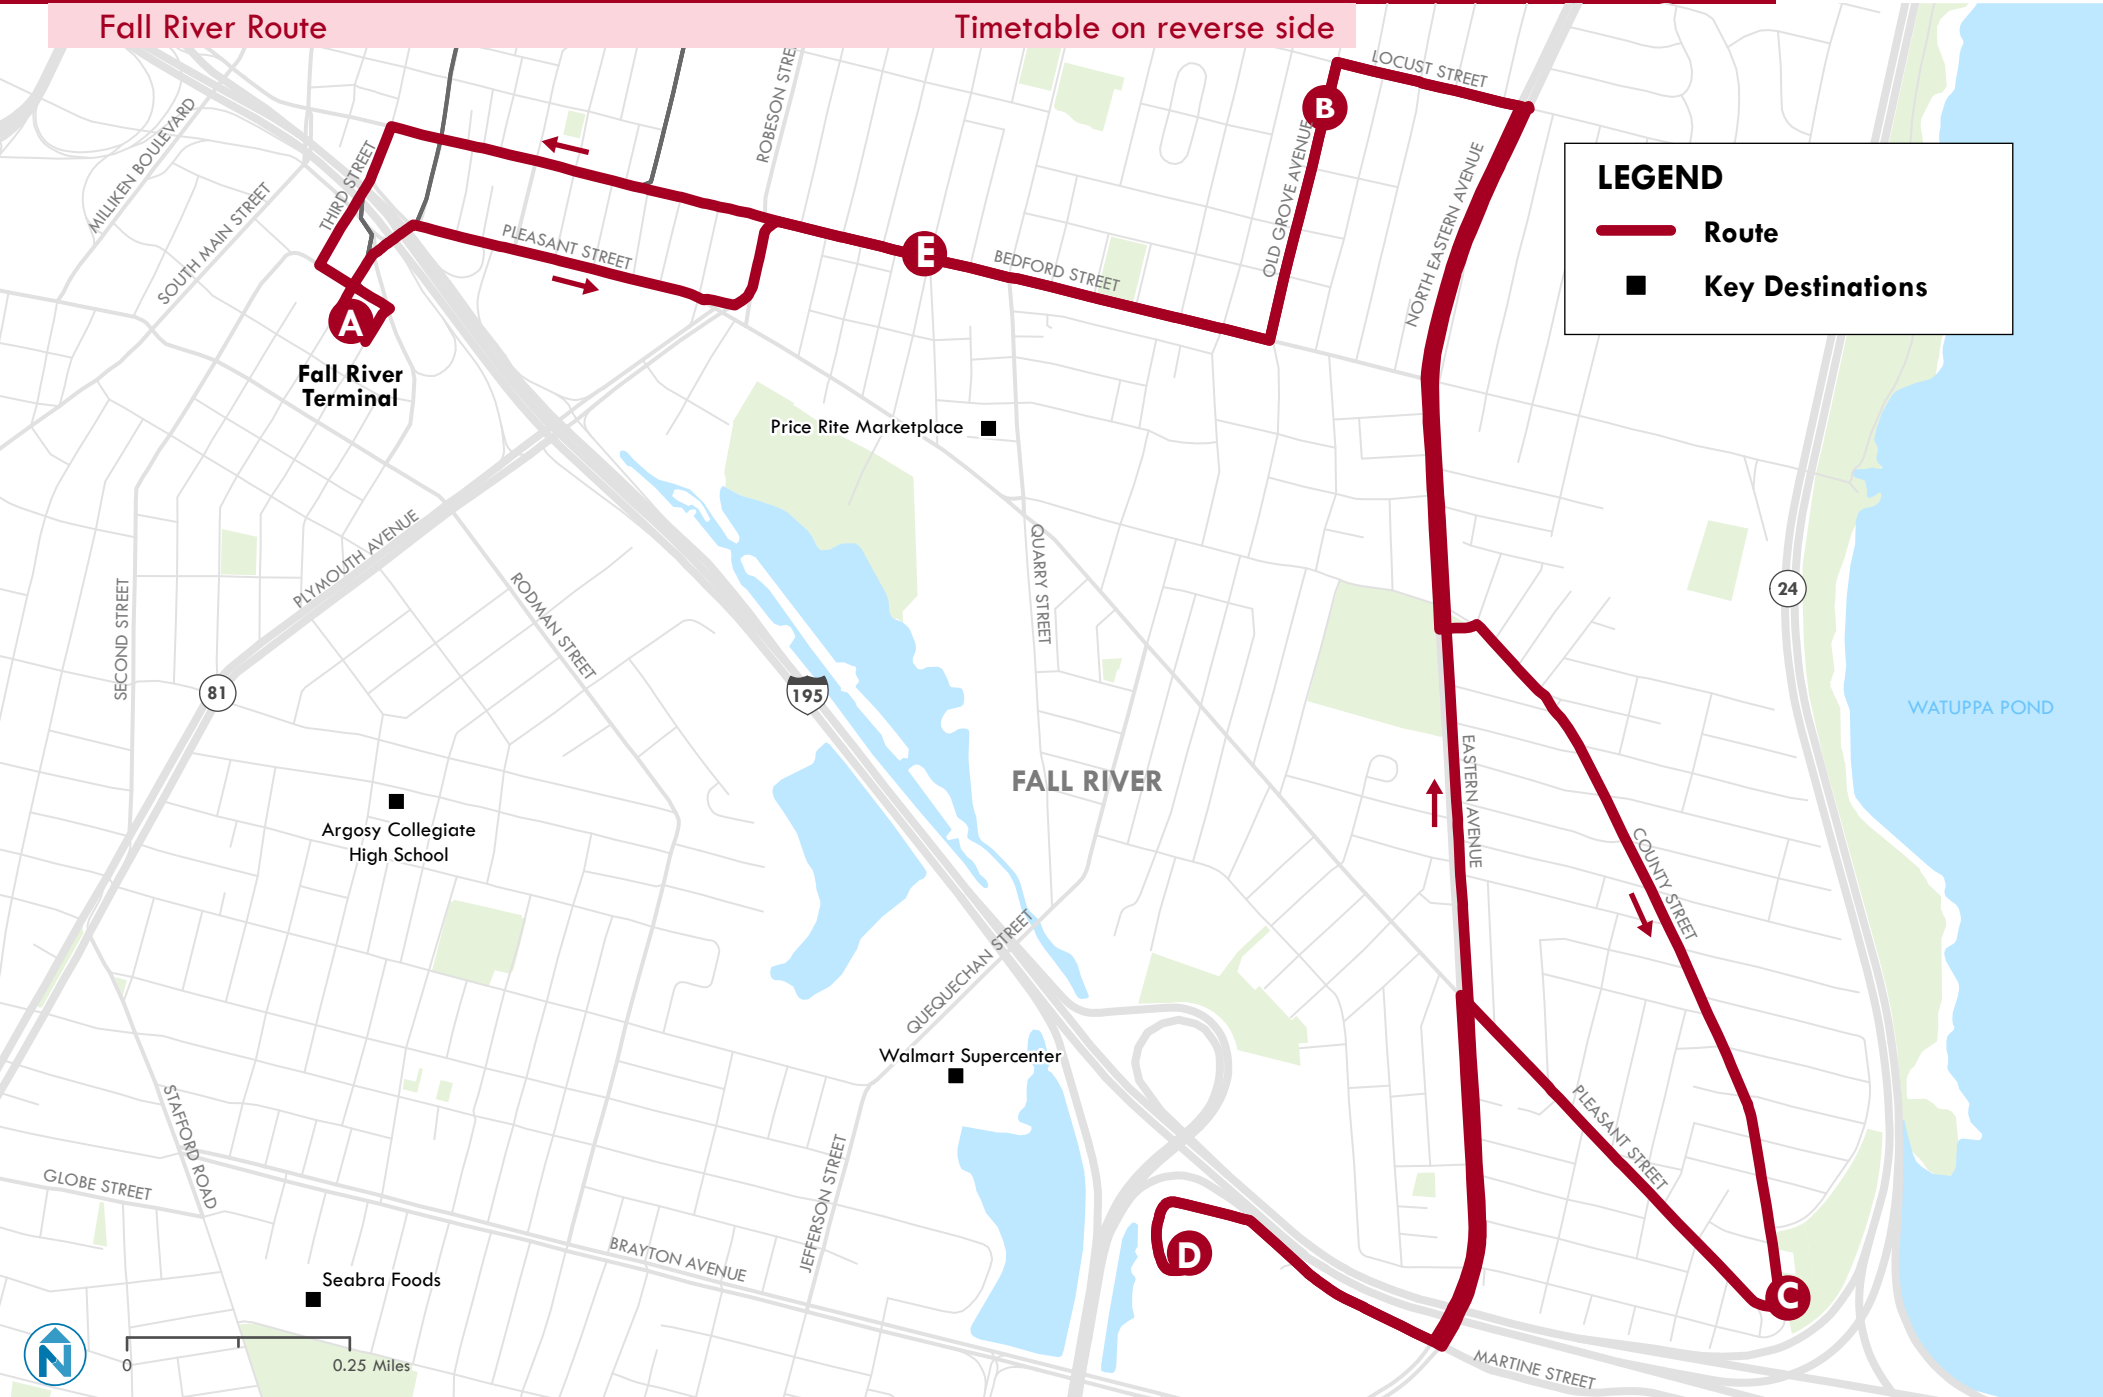 Fall River Route
Timetable on reverse side
LOCUST STREET
ROBESON STRE
MILLIKEN BOULEVARD
B
THIRD STREET
OLD GROVE AVENUE
NORTH EASTERN AVENUE
LEGEND
Route
Key Destinations
SOUTH MAIN STREET
PLEASANT STREET
E
BEDFORD STREET
A
Fall River
Terminal
Price Rite Marketplace
PLYMOUTH AVENUE
QUARRY STREET
RODMAN STREET
SECOND STREET
24
81
195
WATUPPA POND
FALL RIVER
EASTERN AVENUE
Argosy Collegiate
High School
COUNTY STREET
QUEQUECHAN STREET
Walmart Supercenter
STAFFORD ROAD
PLEASANT STREET
JEFFERSON STREET
GLOBE STREET
BRAYTON AVENUE
D
C
Seabra Foods
N
0
0.25 Miles
MARTINE STREET